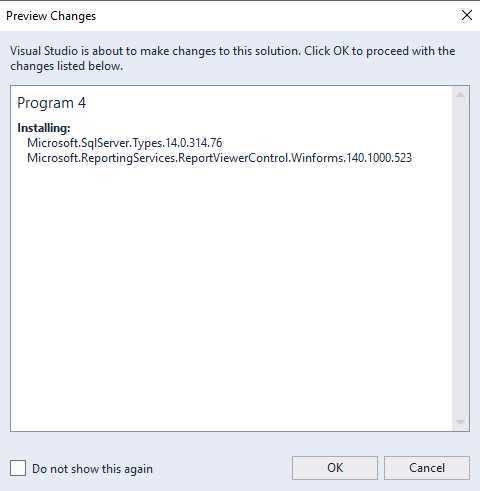 Preview Changes
Visual Studio is about to make changes to this solution. Click OK to proceed with the
changes listed below.
Program 4
Installing:
Microsoft.SqlServer.Types.14.0.314.76
Microsoft.ReportingServices.ReportViewerControl.Winforms.140.1000.523
Do not show this again
OK
Cancel